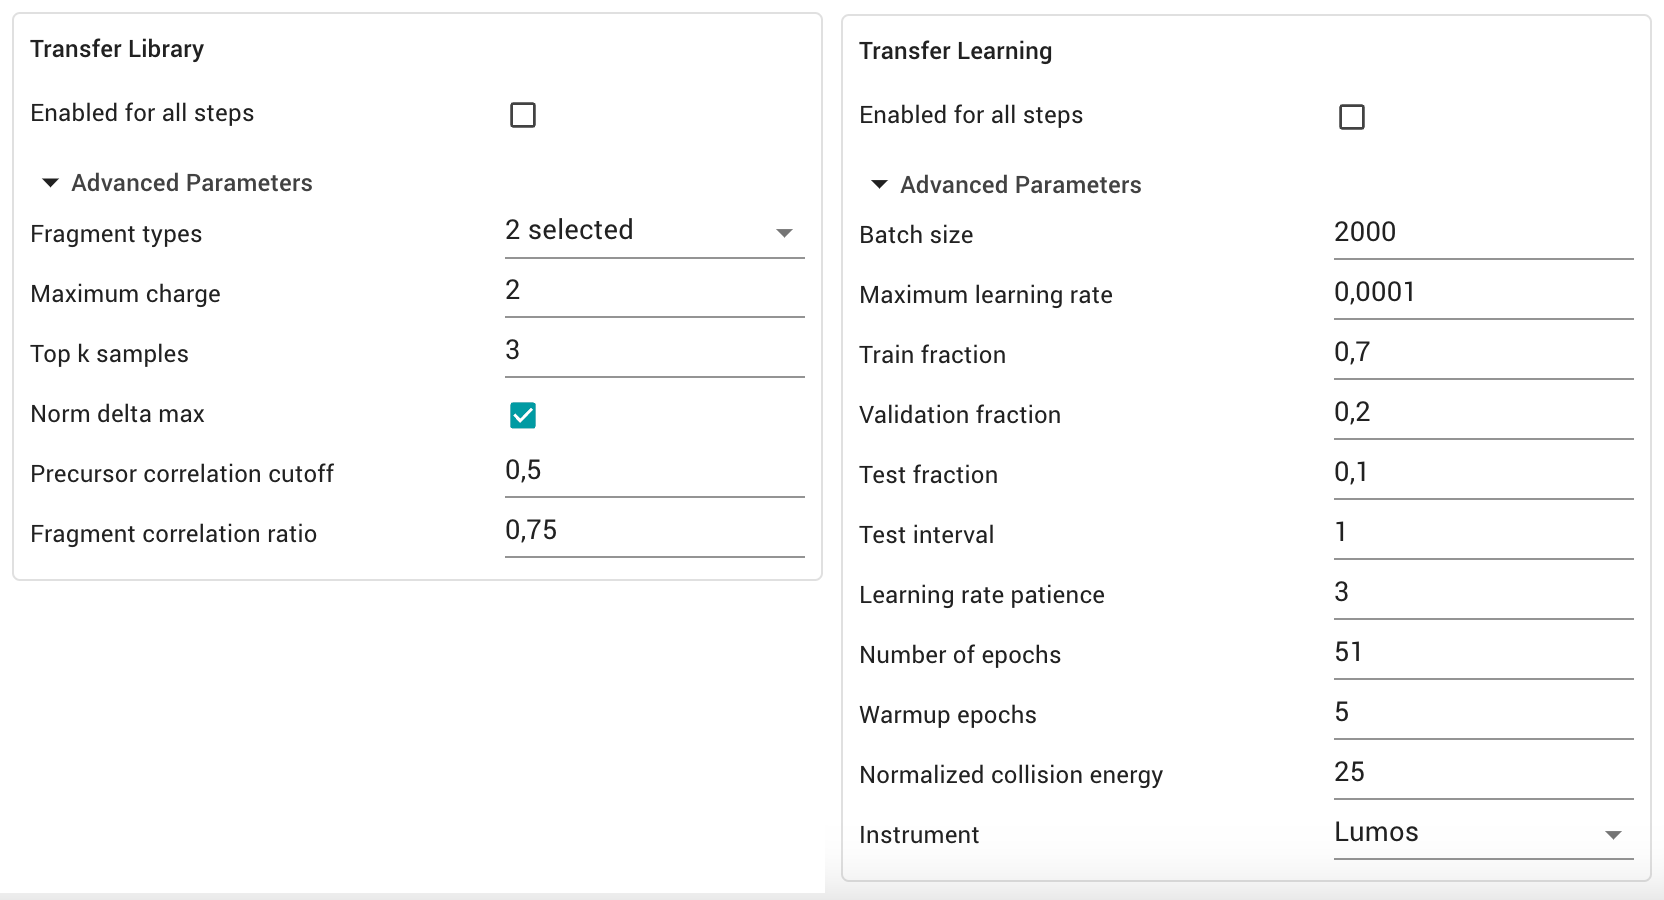 Transfer Library
Enabled for all steps
Advanced Parameters
Fragment types 2 selected
Maximum charge 2
Top k samples 3
Norm delta max
Precursor correlation cutoff 0,5
Fragment correlation ratio 0,75
Transfer Learning
Enabled for all steps
Advanced Parameters
Batch size 2000
Maximum learning rate 0,0001
Train fraction 0,7
Validation fraction 0,2
Test fraction 0,1
Test interval 1
Learning rate patience 3
Number of epochs 51
Warmup epochs 5
Normalized collision energy 25
Instrument Lumos